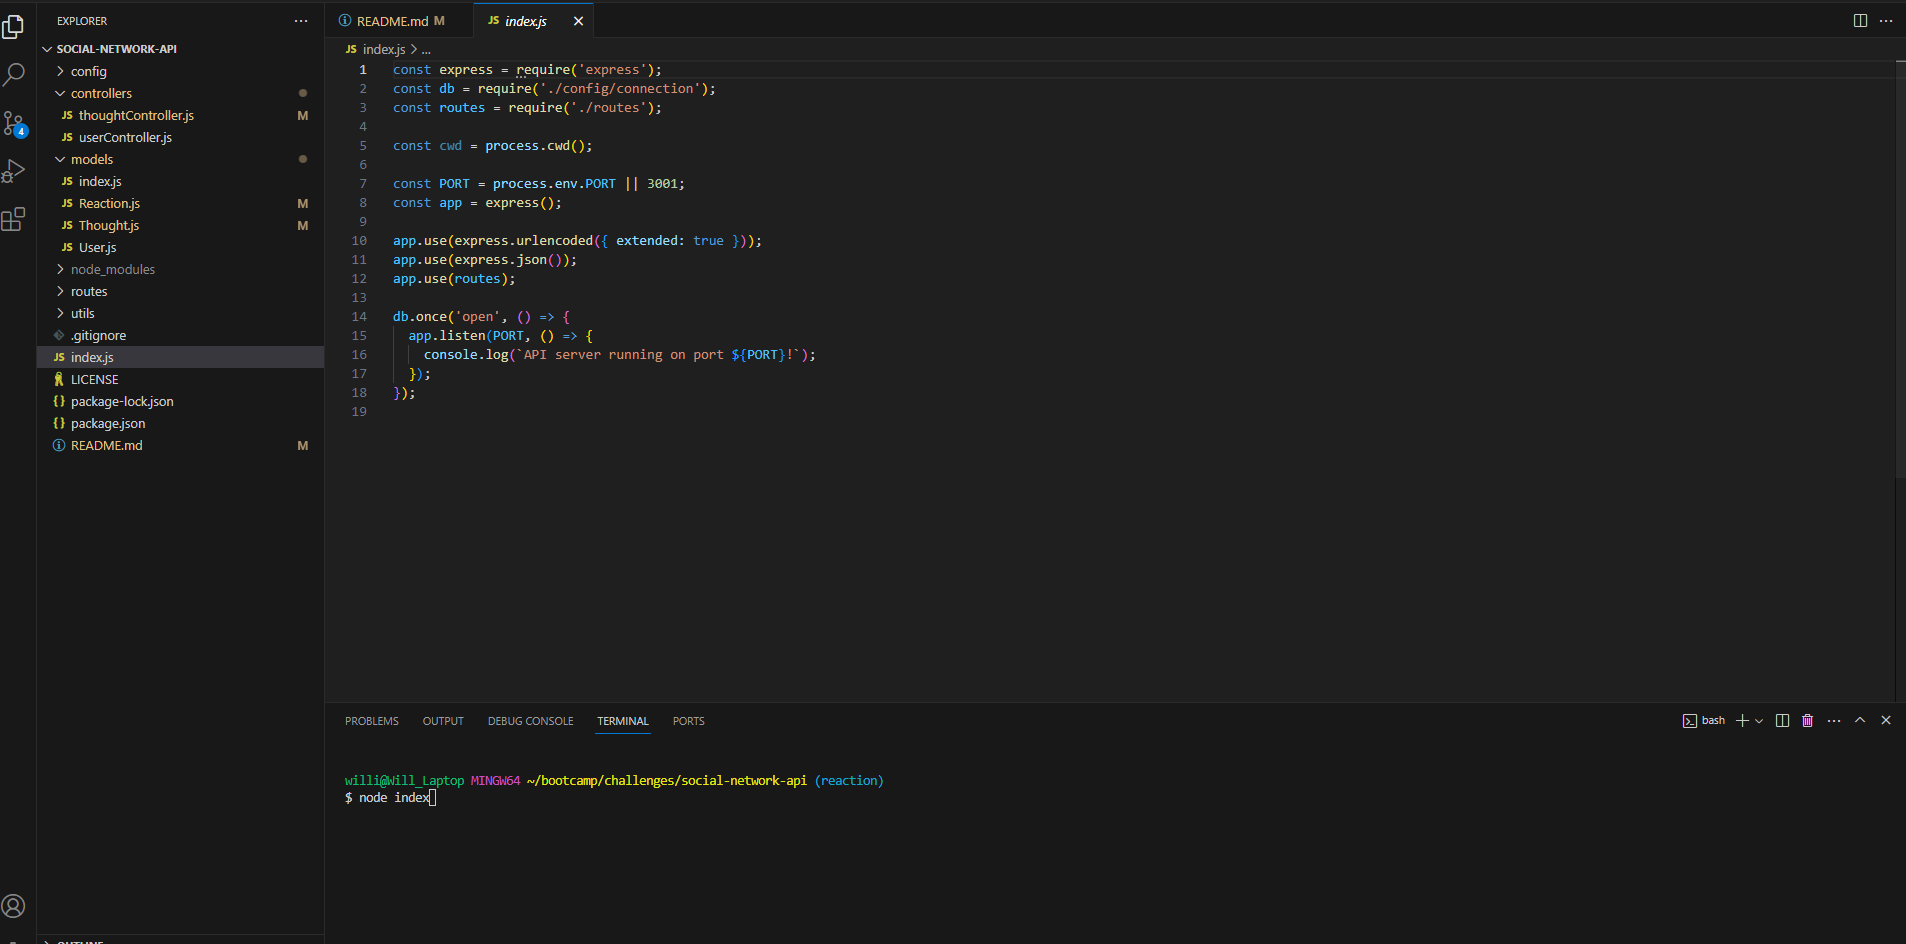 EXPLORER
SOCIAL-NETWORK-API
config
controllers
JS thoughtController.js M
JS userController.js
models
JS index.js
JS Reaction.js M
JS Thought.js M
JS User.js
node_modules
routes
utils
.gitignore
JS index.js
LICENSE
{} package-lock.json
{} package.json
README.md M
4
README.md M
JS index.js
JS index.js > ...
1 const express = require('express');
2 const db = require('./config/connection');
3 const routes = require('./routes');
4
5 const cwd = process.cwd();
6
7 const PORT = process.env.PORT || 3001;
8 const app = express();
9
10 app.use(express.urlencoded({ extended: true }));
11 app.use(express.json());
12 app.use(routes);
13
14 db.once('open', () => {
15 app.listen(PORT, () => {
16 console.log(`API server running on port ${PORT}!`);
17 });
18 });
19
PROBLEMS OUTPUT DEBUG CONSOLE TERMINAL PORTS
bash
willi@Will_Laptop MINGW64 ~/bootcamp/challenges/social-network-api (reaction)
$ node index
OUTLINE